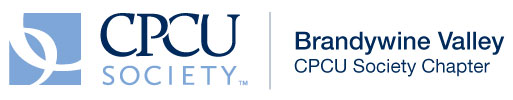 CPCU
SOCIETY™
Brandywine Valley
CPCU Society Chapter